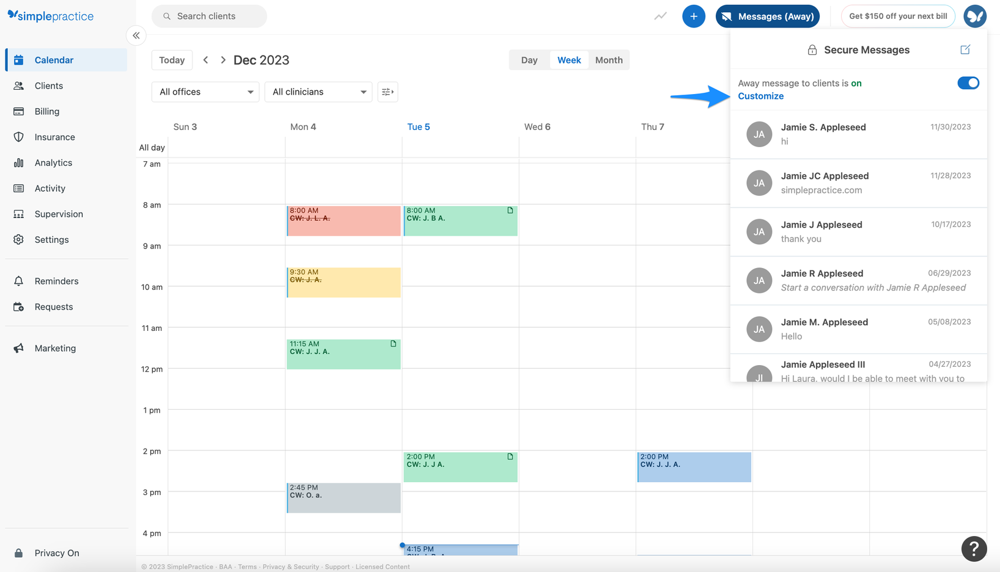 simplepractice
Search clients
Messages (Away)
Get $150 off your next bill
Calendar
Clients
Billing
Insurance
Analytics
Activity
Supervision
Settings
Reminders
Requests
Marketing
Privacy On
Today
Dec 2023
Day
Week
Month
All offices
All clinicians
Sun 3
Mon 4
Tue 5
Wed 6
Thu 7
All day
7 am
8 am
9 am
10 am
11 am
12 pm
1 pm
2 pm
3 pm
4 pm
8:00 AM
CW: J. L. A.
9:30 AM
CW: J. A.
11:15 AM
CW: J. J. A.
2:45 PM
CW: O. a.
8:00 AM
CW: J. B A.
2:00 PM
CW: J. J A.
4:15 PM
2:00 PM
CW: J. J. A.
Secure Messages
Away message to clients is on
Customize
JA
Jamie S. Appleseed
11/30/2023
hi
JA
Jamie JC Appleseed
11/28/2023
simplepractice.com
JA
Jamie J Appleseed
10/17/2023
thank you
JA
Jamie R Appleseed
06/29/2023
Start a conversation with Jamie R Appleseed
JA
Jamie M. Appleseed
05/08/2023
Hello
JI
Jamie Appleseed III
04/27/2023
Hi Laura, would I be able to meet with you to
?
© 2023 SimplePractice · BAA · Terms · Privacy & Security · Support · Licensed Content